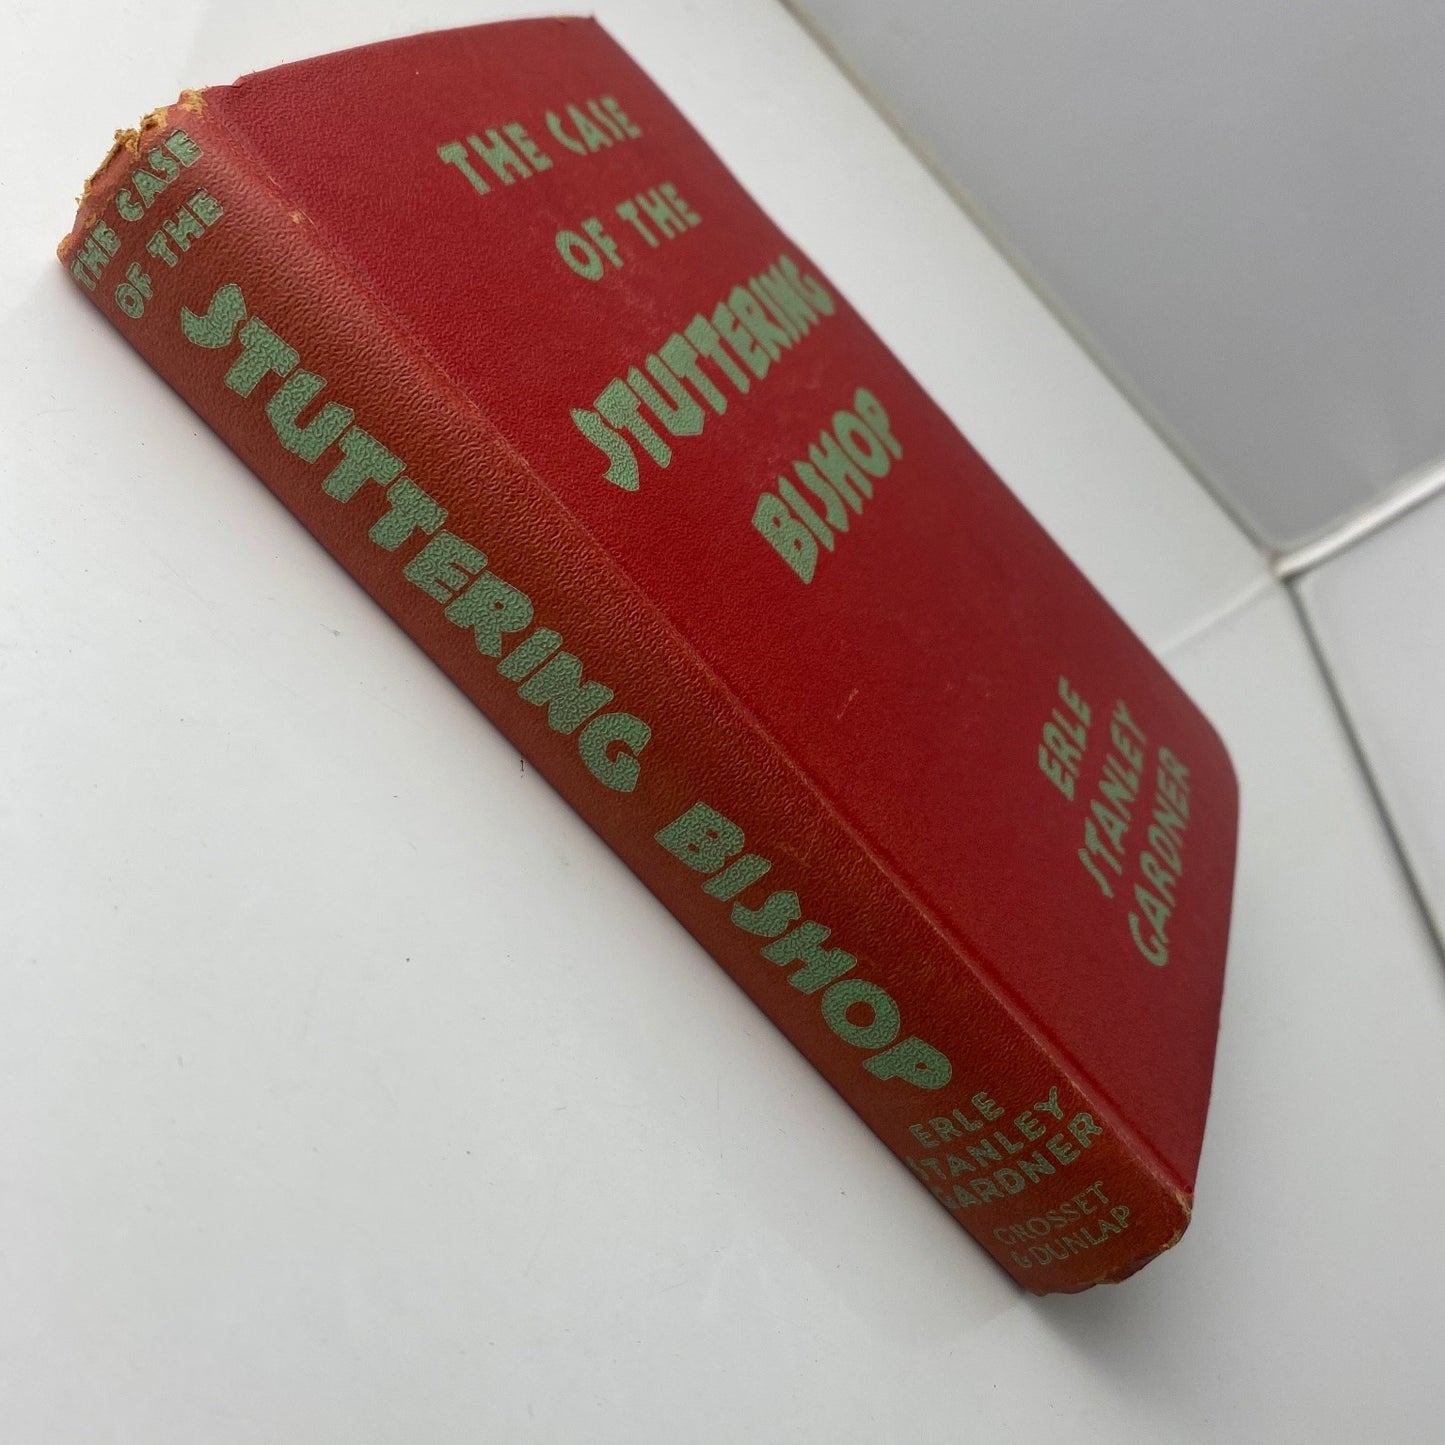 THE CASE
OF THE
STUTTERING
BISHOP
ERLE
STANLEY
GARDNER
THE CASE
OF THE
STUTTERING BISHOP
ERLE
STANLEY
GARDNER
GROSSET
& DUNLAP